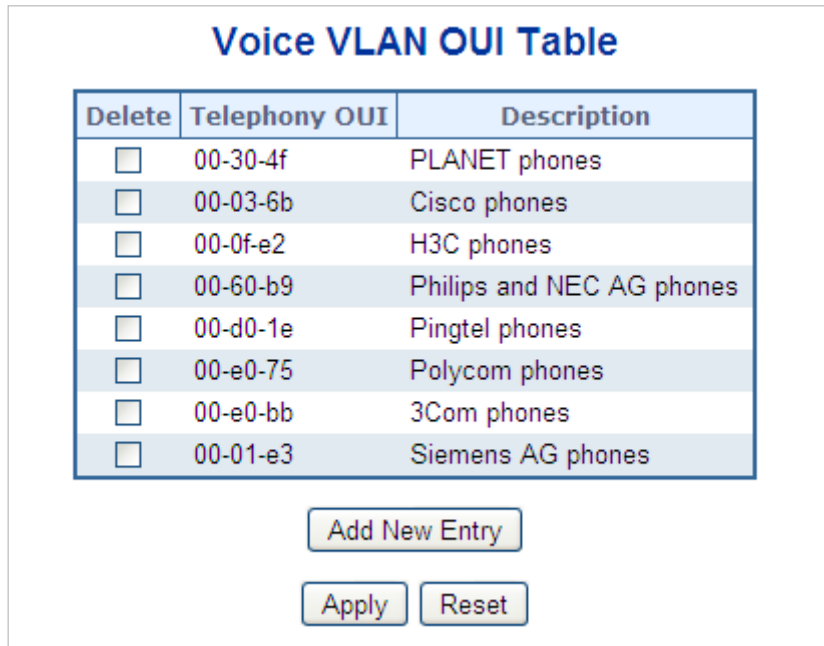 Voice VLAN OUI Table
Delete Telephony OUI Description
00-30-4f PLANET phones
00-03-6b Cisco phones
00-0f-e2 H3C phones
00-60-b9 Philips and NEC AG phones
00-d0-1e Pingtel phones
00-e0-75 Polycom phones
00-e0-bb 3Com phones
00-01-e3 Siemens AG phones
Add New Entry
Apply Reset